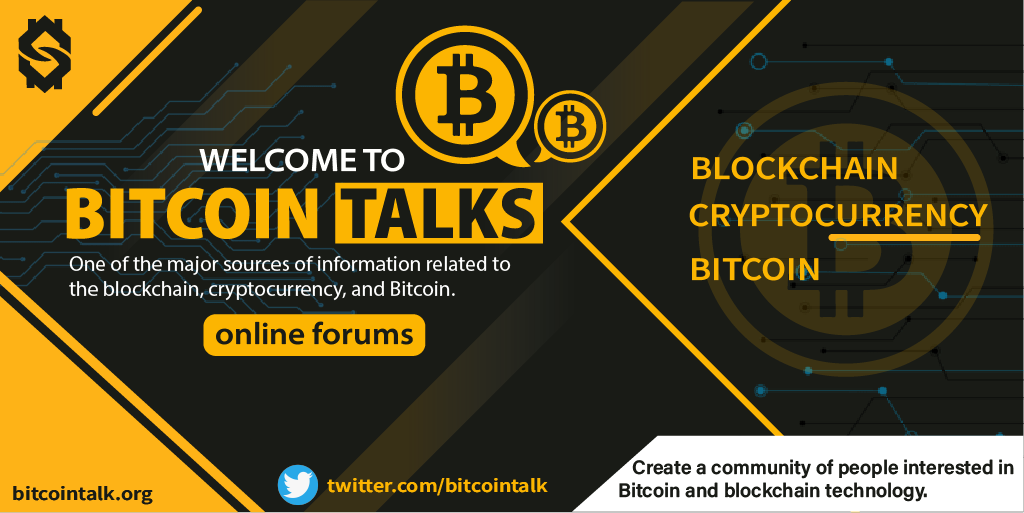 WELCOME TO
BITCOIN TALKS
One of the major sources of information related to
the blockchain, cryptocurrency, and Bitcoin.
online forums
BLOCKCHAIN
CRYPTOCURRENCY
BITCOIN
bitcointalk.org
twitter.com/bitcointalk
Create a community of people interested in
Bitcoin and blockchain technology.